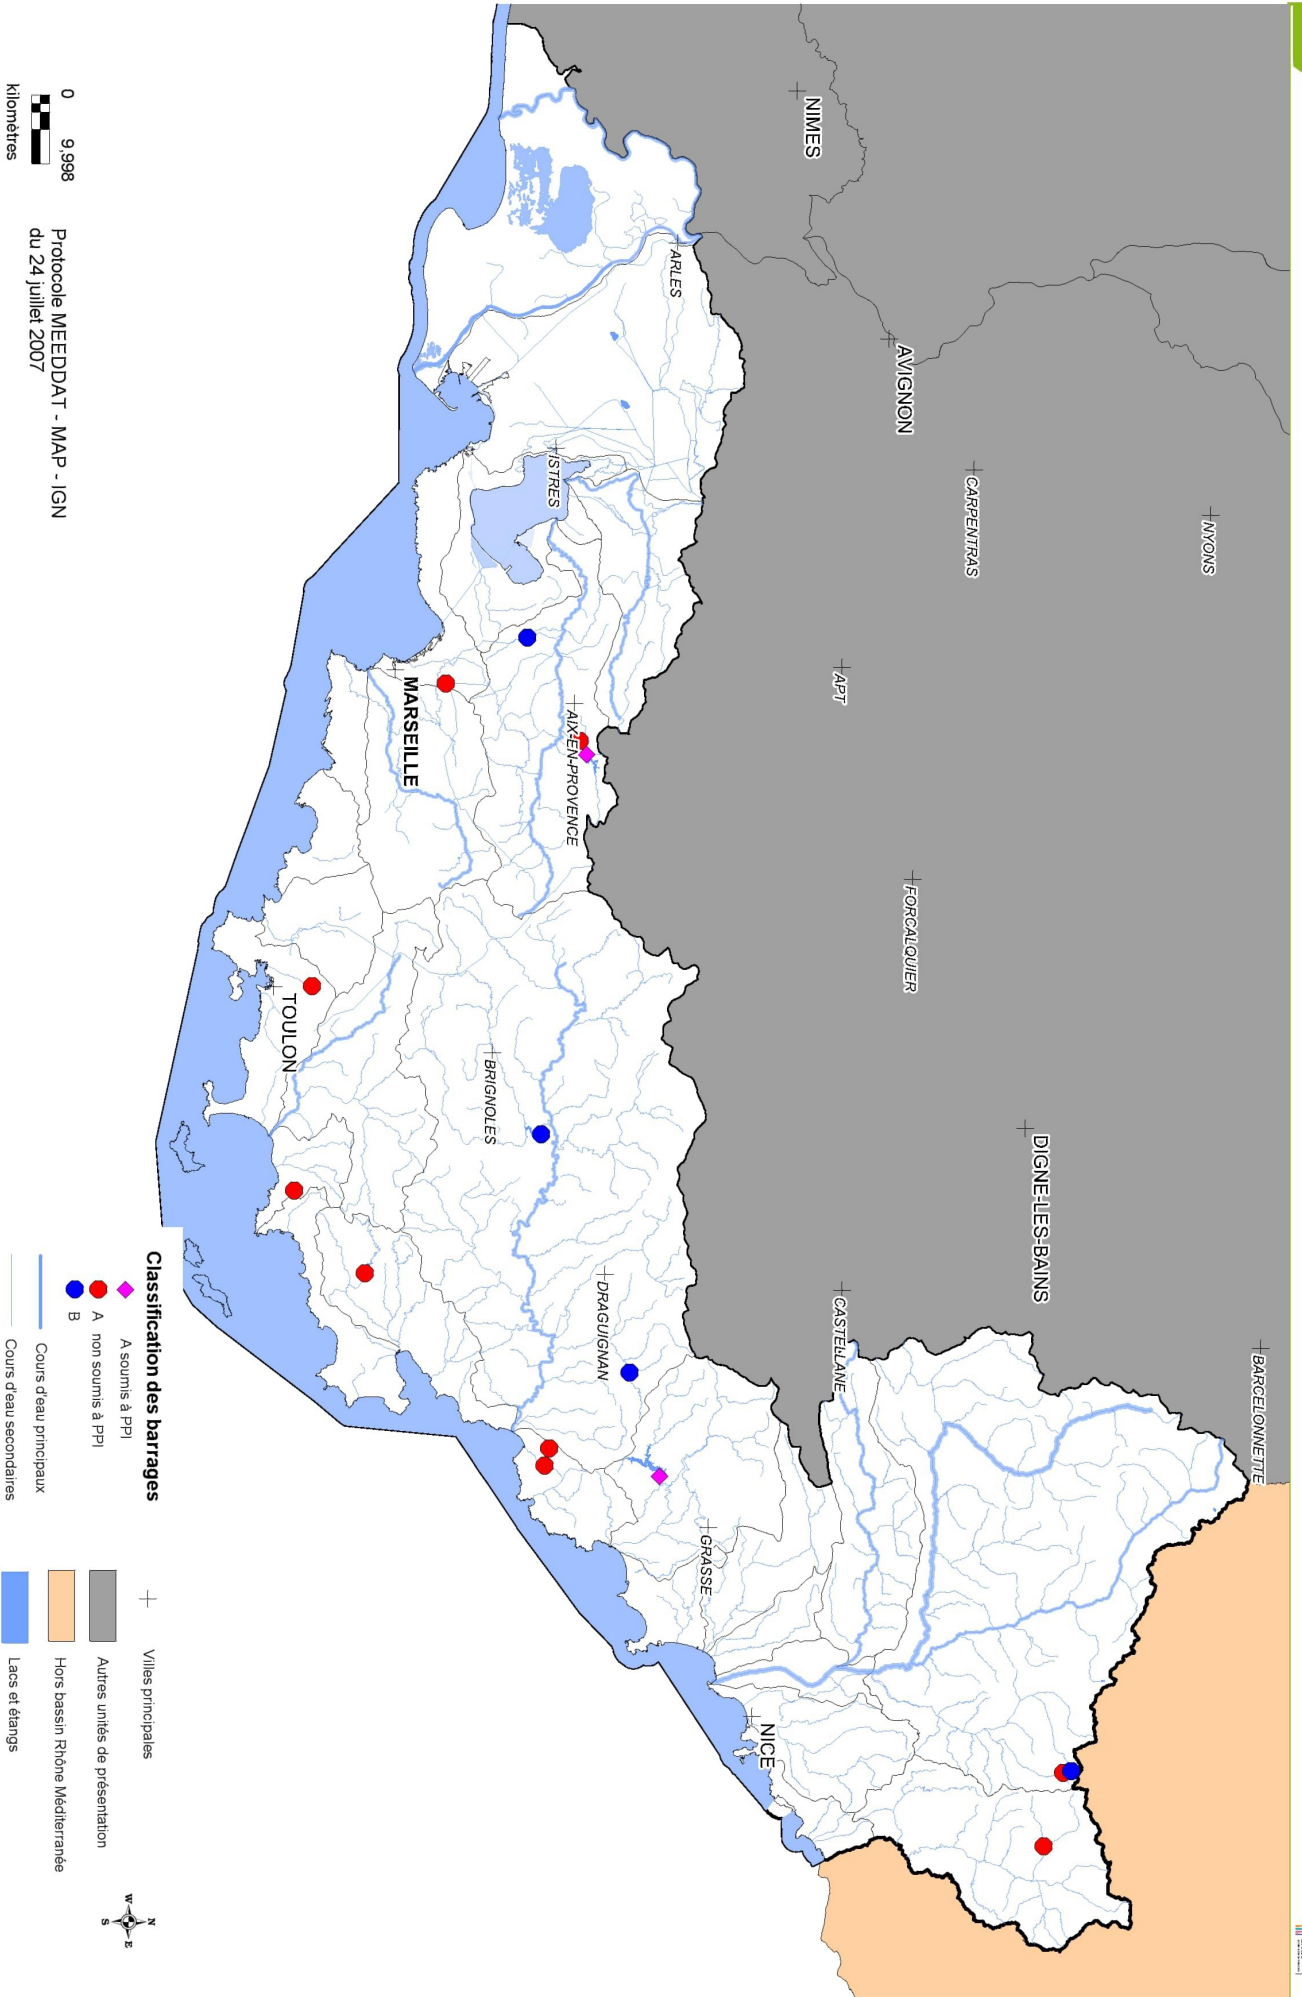 BARCELONNETTE
NYONS
DIGNE-LES-BAINS
CARPENTRAS
FORCALQUIER
AVIGNON
APT
CASTELLANE
NIMES
NICE
GRASSE
ARLES
DRAGUIGNAN
AIX-EN-PROVENCE
ISTRES
BRIGNOLES
MARSEILLE
TOULON
0 9,998
kilomètres
Protocole MEEDDAT - MAP - IGN
du 24 juillet 2007
Classification des barrages
A soumis à PPI
A non soumis à PPI
B
Cours d'eau principaux
Cours d'eau secondaires
Villes principales
Autres unités de présentation
Hors bassin Rhône Méditerranée
Lacs et étangs
N
W E
S